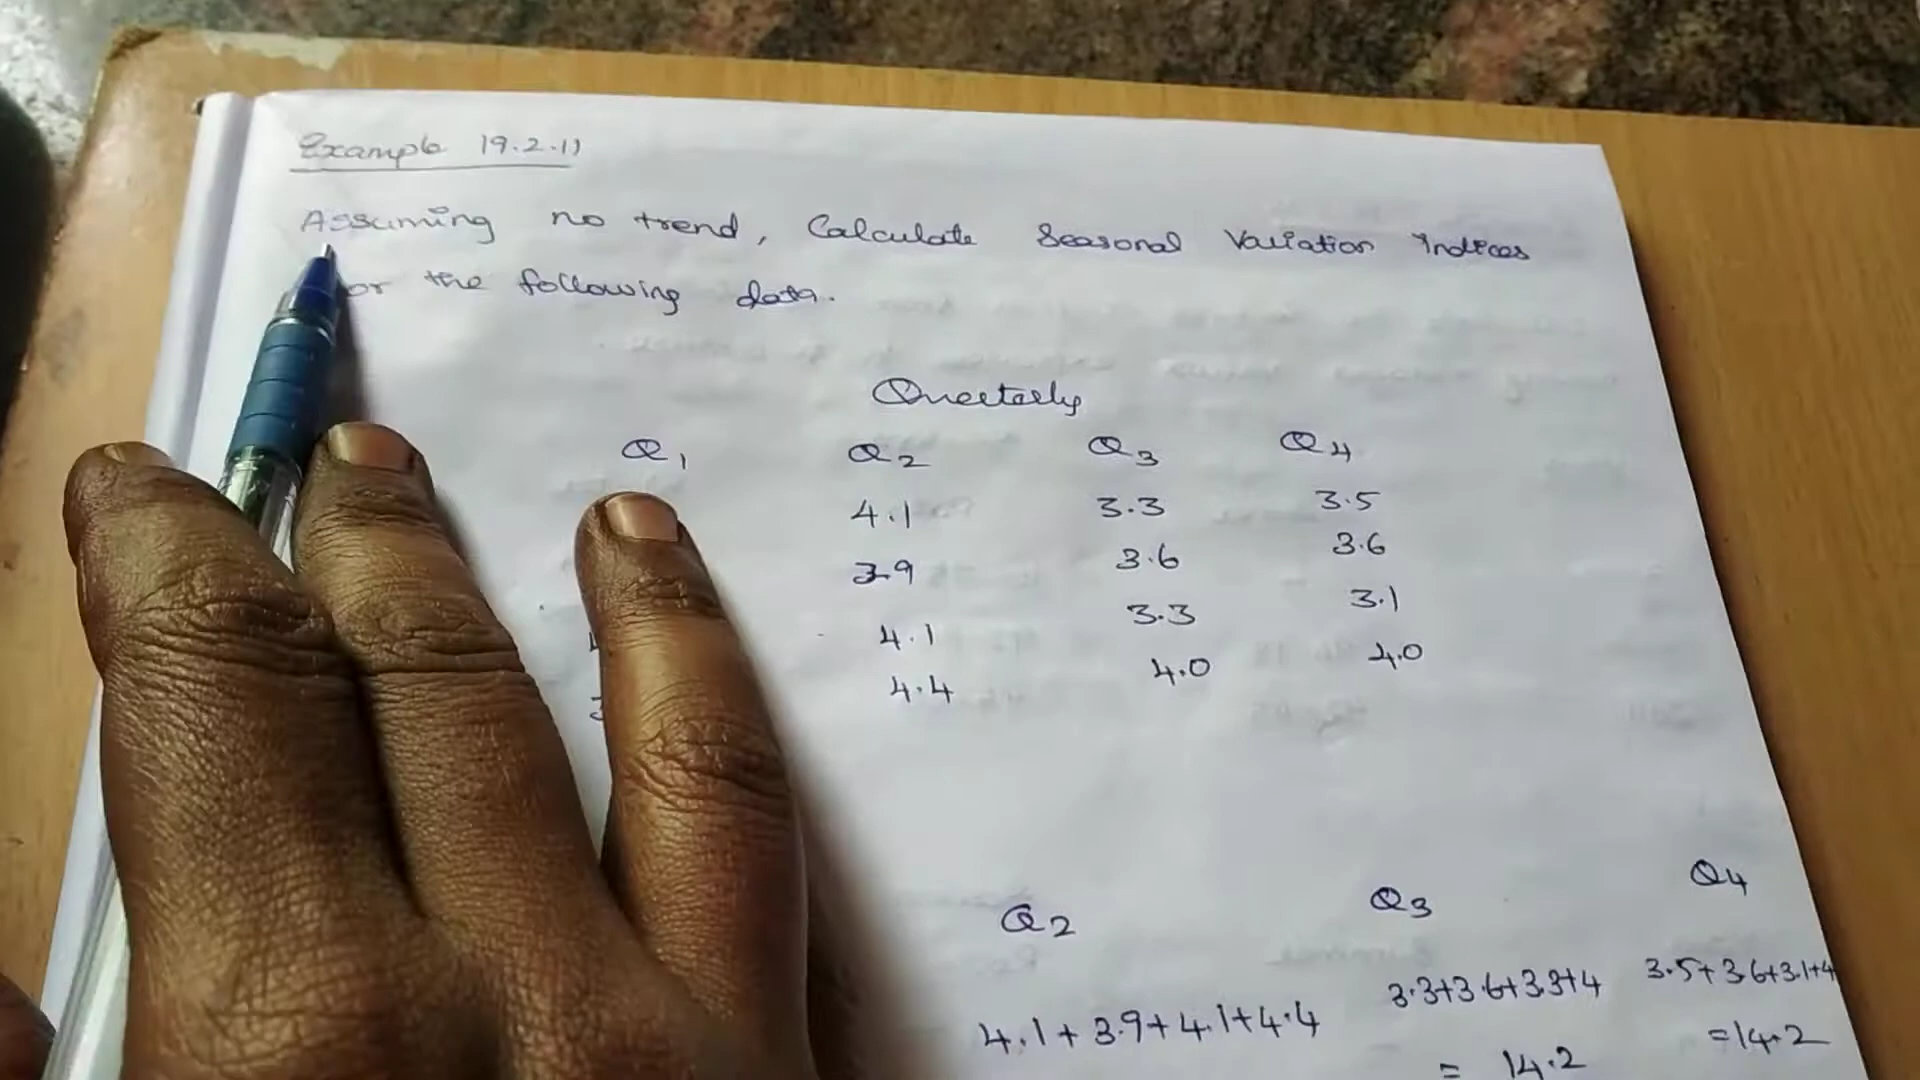 Example 19.2.11
Assuming no trend, Calculate Seasonal Variation Indices
or the following data.
Querterly
Q1 Q2 Q3 Q4
4.1 3.3 3.5
3.9 3.6 3.6
4.1 3.3 3.1
4.4 4.0 4.0
Q2 Q3 Q4
4.1+3.9+4.1+4.4 3.3+3.6+3.3+4 3.5+3.6+3.1+4
= 14.2 =14.2